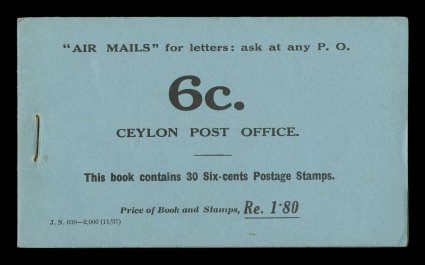 "AIR MAILS" for letters: ask at any P. O.
6c.
CEYLON POST OFFICE.
This book contains 30 Six-cents Postage Stamps.
Price of Book and Stamps, Re. 1·80
J. N. 630—2,000 (11/37)